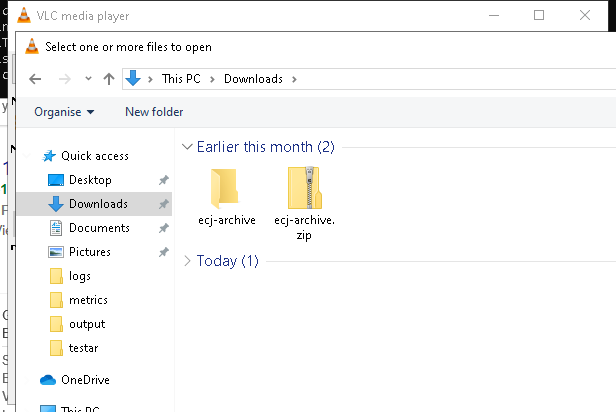 VLC media player
Select one or more files to open
This PC
Downloads
Organise
New folder
Quick access
Desktop
Downloads
Documents
Pictures
logs
metrics
output
testar
OneDrive
This PC
Earlier this month (2)
ecj-archive
ecj-archive.
zip
Today (1)